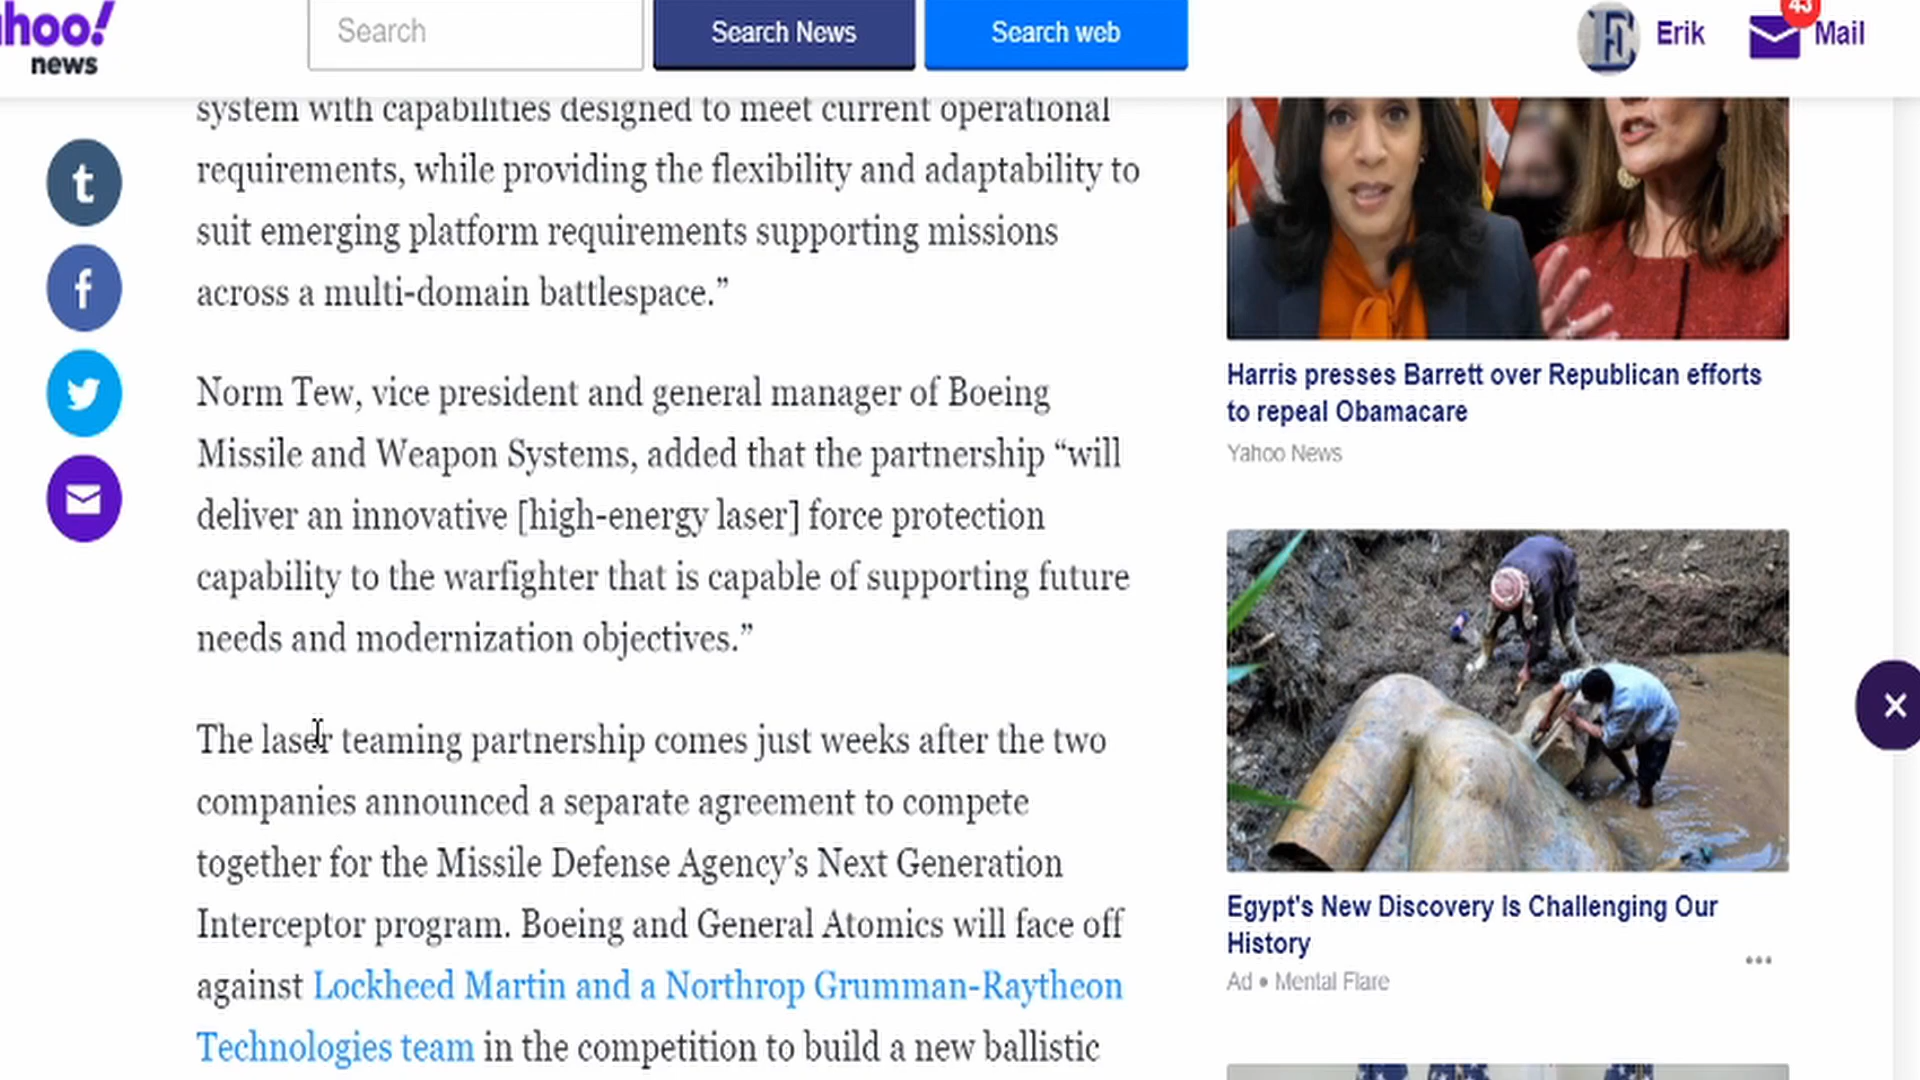 hoo!
news
Search
Search News
Search web
Erik
43
Mail
system with capabilities designed to meet current operational
requirements, while providing the flexibility and adaptability to
suit emerging platform requirements supporting missions
across a multi-domain battlespace.”
Norm Tew, vice president and general manager of Boeing
Missile and Weapon Systems, added that the partnership “will
deliver an innovative [high-energy laser] force protection
capability to the warfighter that is capable of supporting future
needs and modernization objectives.”
The laser teaming partnership comes just weeks after the two
companies announced a separate agreement to compete
together for the Missile Defense Agency’s Next Generation
Interceptor program. Boeing and General Atomics will face off
against Lockheed Martin and a Northrop Grumman-Raytheon
Technologies team in the competition to build a new ballistic
Harris presses Barrett over Republican efforts
to repeal Obamacare
Yahoo News
Egypt's New Discovery Is Challenging Our
History
Ad • Mental Flare